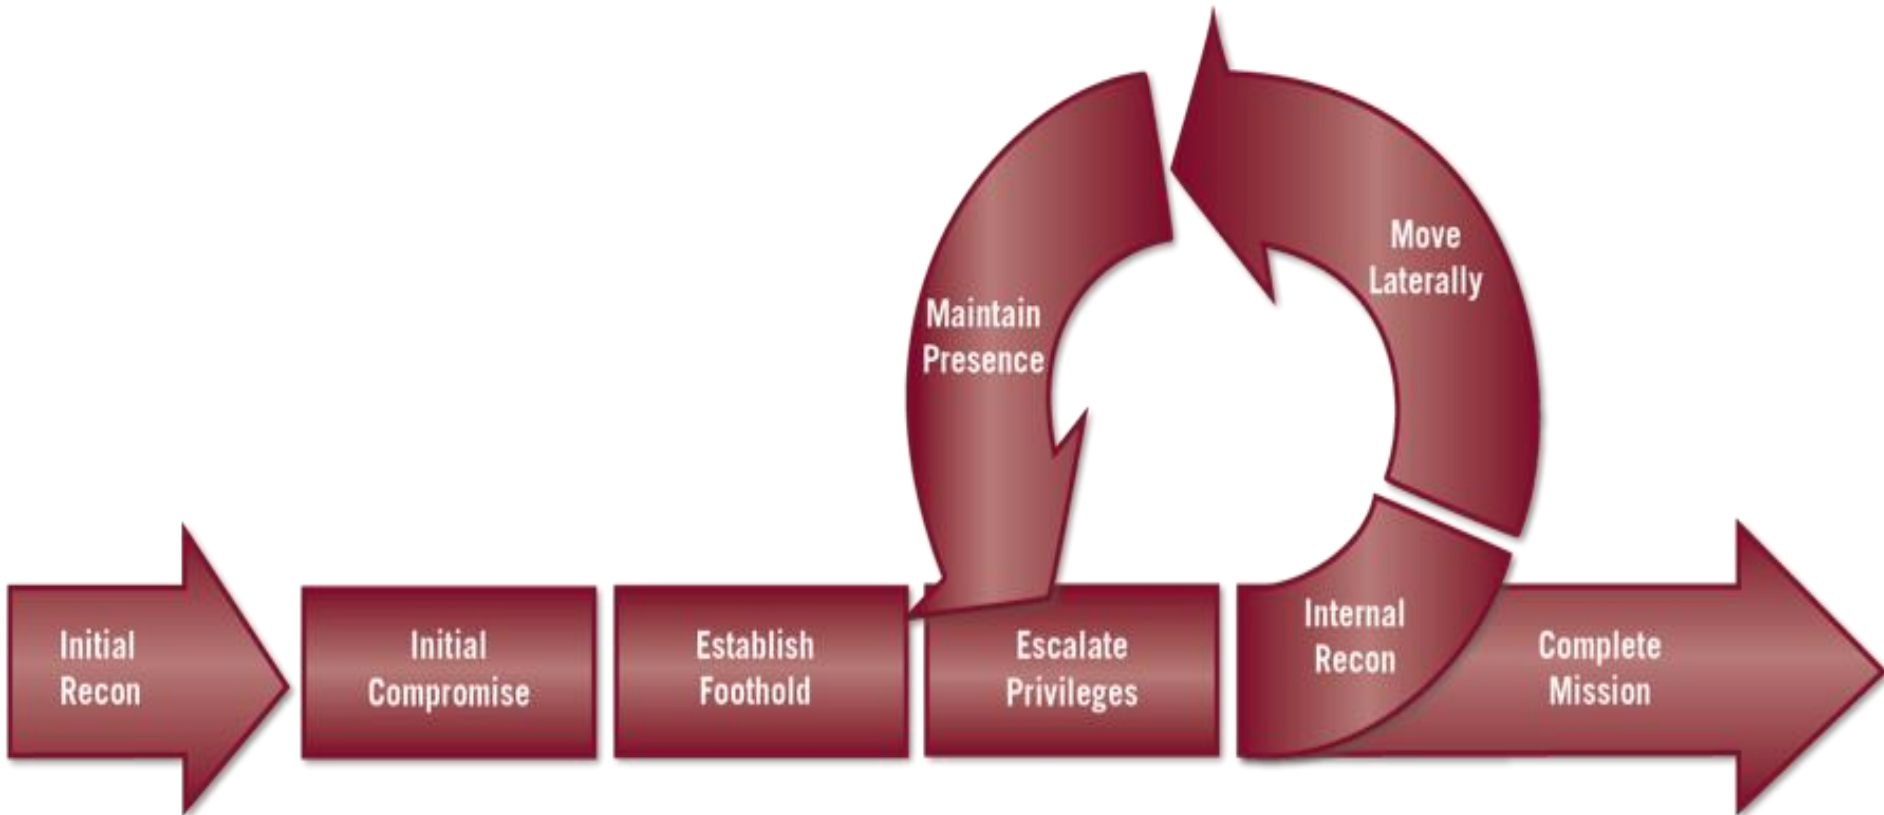 Initial
Recon
Initial
Compromise
Establish
Foothold
Escalate
Privileges
Internal
Recon
Move
Laterally
Maintain
Presence
Complete
Mission